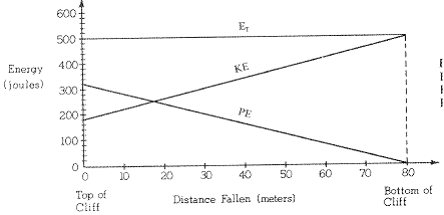 600
500
400
300
200
100
0
Energy
(joules)
E_T
KE
PE
0 10 20 30 40 50 60 70 80
Top of
Cliff
Distance Fallen (meters)
Bottom of
Cliff